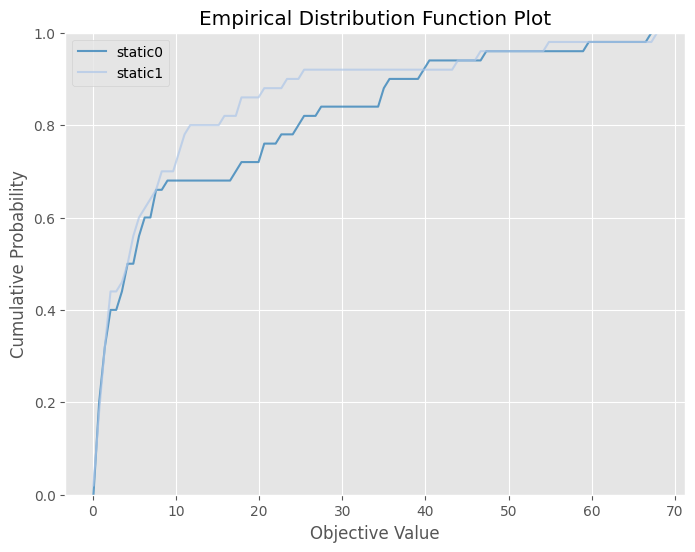 Empirical Distribution Function Plot
static0
static1
1.0
0.8
0.6
0.4
0.2
0.0
Cumulative Probability
0 10 20 30 40 50 60 70
Objective Value